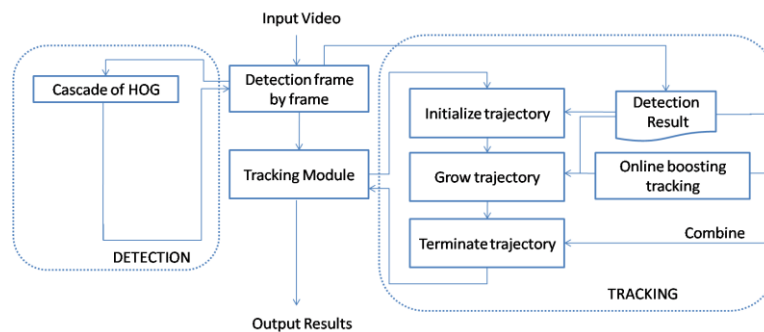 Input Video
Cascade of HOG
Detection frame
by frame
Initialize trajectory
Detection
Result
Tracking Module
Grow trajectory
Online boosting
tracking
DETECTION
Terminate trajectory
Combine
TRACKING
Output Results